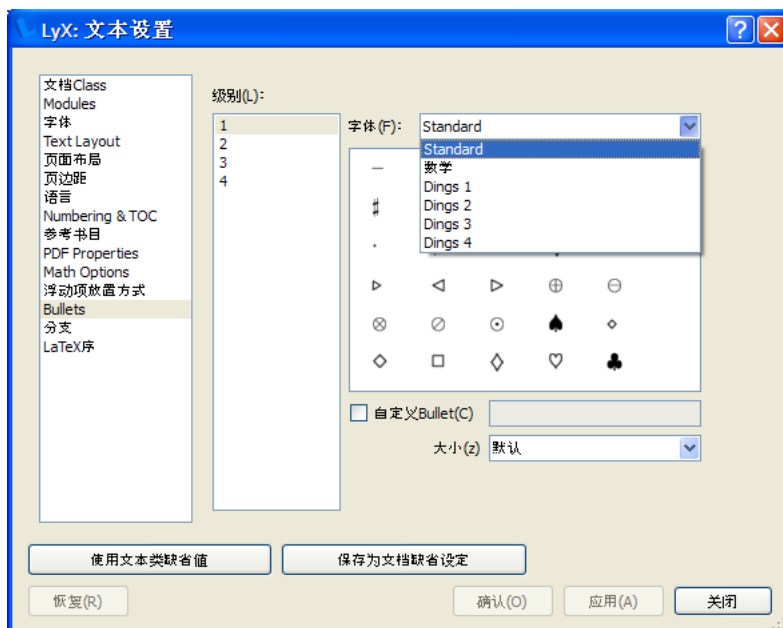 LyX: 文本设置
文档Class
Modules
字体
Text Layout
页面布局
页边距
语言
Numbering & TOC
参考书目
PDF Properties
Math Options
浮动项放置方式
Bullets
分支
LaTeX序
级别(L):
1
2
3
4
字体(F): Standard
Standard
数学
Dings 1
Dings 2
Dings 3
Dings 4
自定义Bullet(C)
大小(z) 默认
使用文本类缺省值 保存为文档缺省设定
恢复(R) 确认(O) 应用(A) 关闭